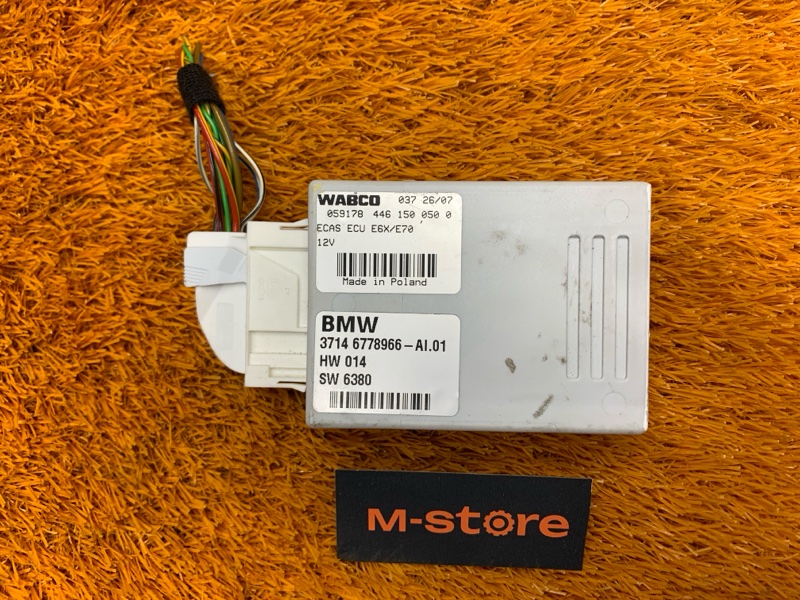 WABCO 037 26/07
059178 446 150 050 0
ECAS ECU E6X/E70
12V
Made in Poland
BMW
3714 6778966-AI.01
HW 014
SW 6380
M-store